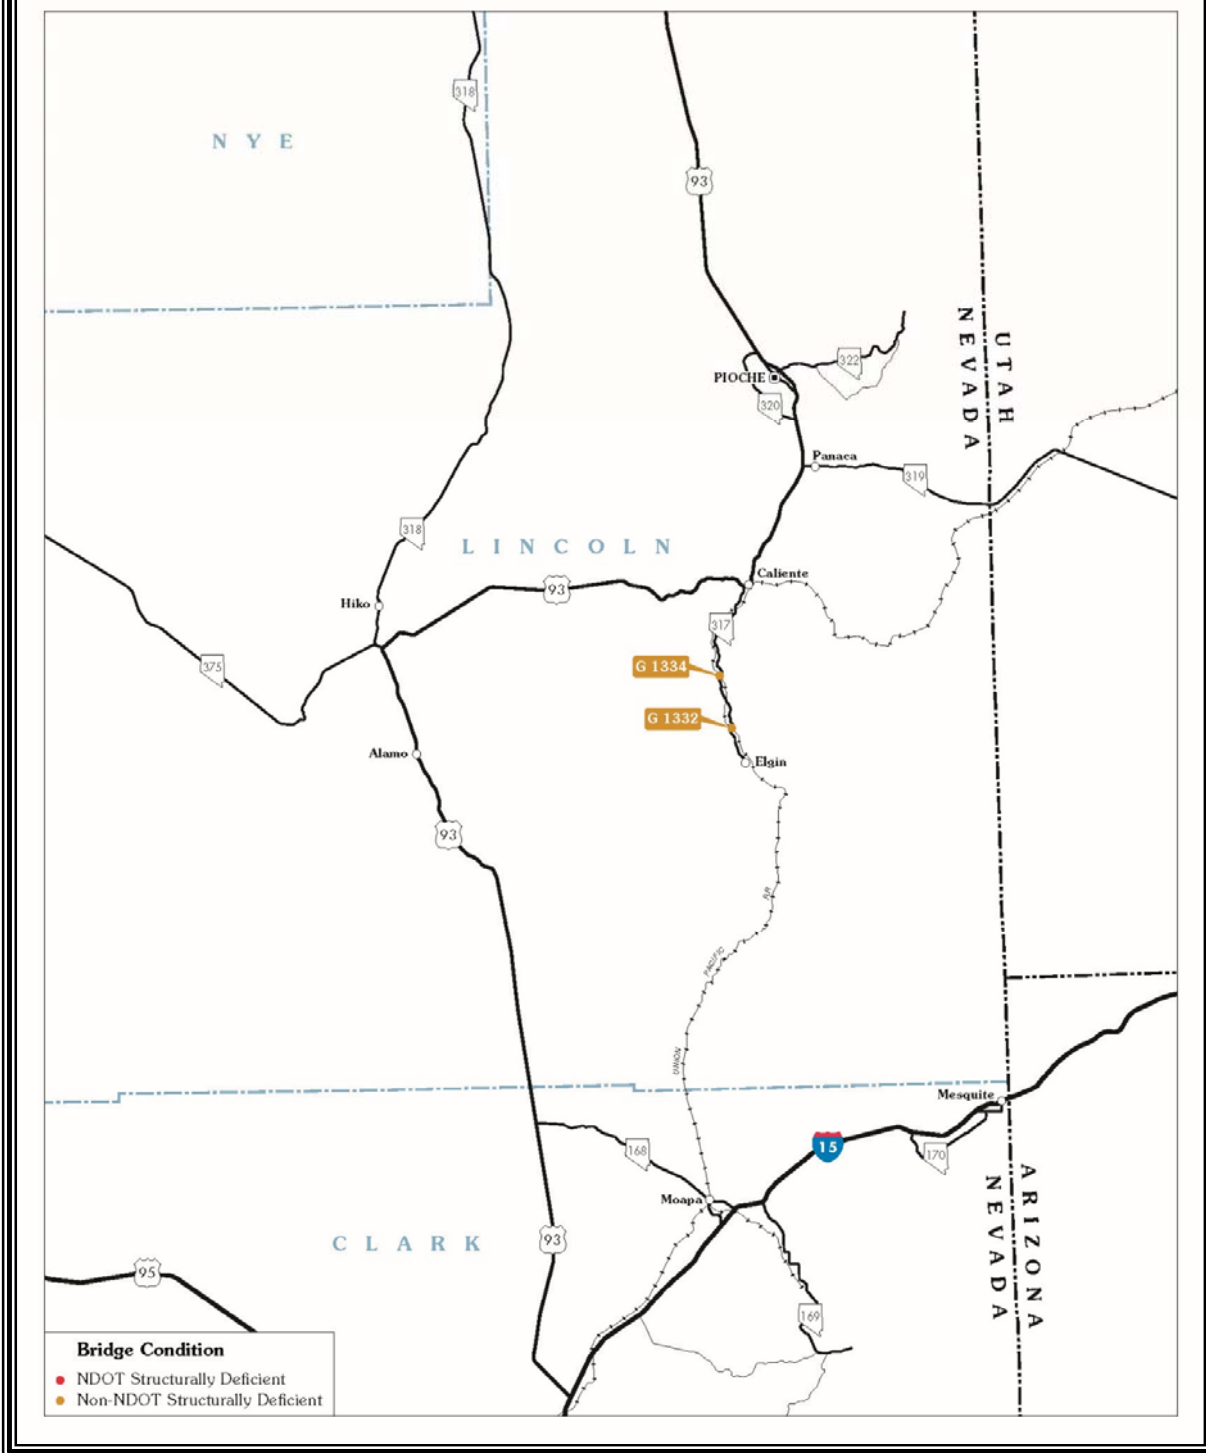 318
N Y E
93
NEVADA
UTAH
322
PIOCHE
320
Panaca
319
318
LINCOLN
Caliente
93
Hiko
317
375
G 1334
G 1332
Alamo
Elgin
93
RR
PACIFIC
UNION
Mesquite
15
168
170
Moapa
ARIZONA
NEVADA
CLARK
93
95
169
Bridge Condition
NDOT Structurally Deficient
Non-NDOT Structurally Deficient